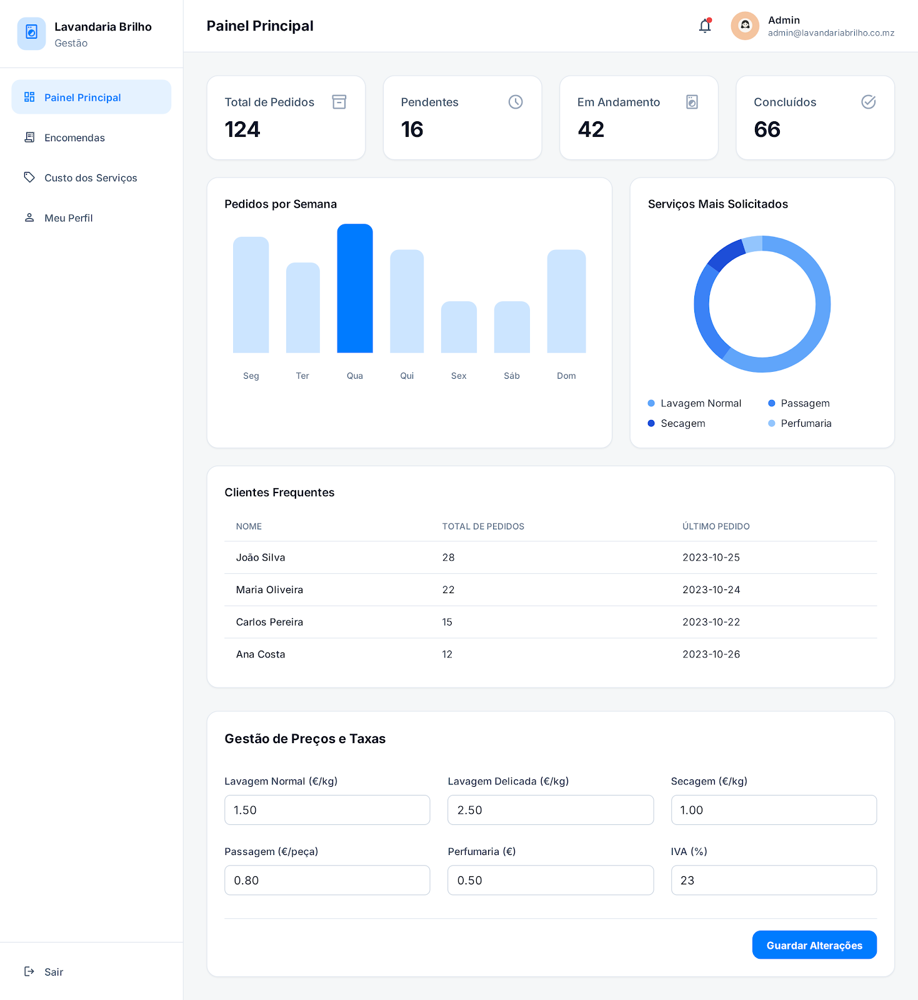 Lavandaria Brilho
Gestão
Painel Principal
Encomendas
Custo dos Serviços
Meu Perfil
Sair
Painel Principal
Admin
admin@lavandariabrilho.co.mz
Total de Pedidos
124
Pendentes
16
Em Andamento
42
Concluídos
66
Pedidos por Semana
Seg Ter Qua Qui Sex Sáb Dom
Serviços Mais Solicitados
Lavagem Normal Passagem
Secagem Perfumaria
Clientes Frequentes
NOME TOTAL DE PEDIDOS ÚLTIMO PEDIDO
João Silva 28 2023-10-25
Maria Oliveira 22 2023-10-24
Carlos Pereira 15 2023-10-22
Ana Costa 12 2023-10-26
Gestão de Preços e Taxas
Lavagem Normal (€/kg) Lavagem Delicada (€/kg) Secagem (€/kg)
1.50 2.50 1.00
Passagem (€/peça) Perfumaria (€) IVA (%)
0.80 0.50 23
Guardar Alterações